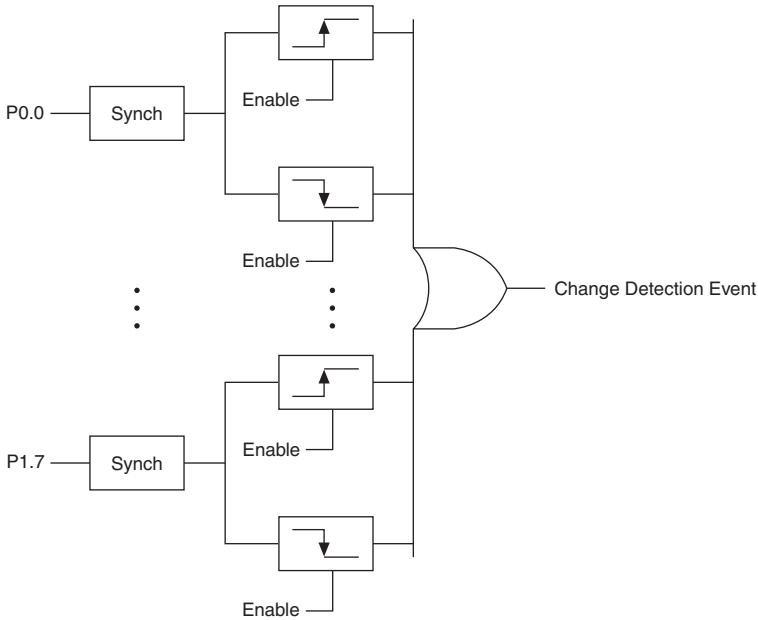 Enable
P0.0
Synch
Enable
Change Detection Event
Enable
P1.7
Synch
Enable